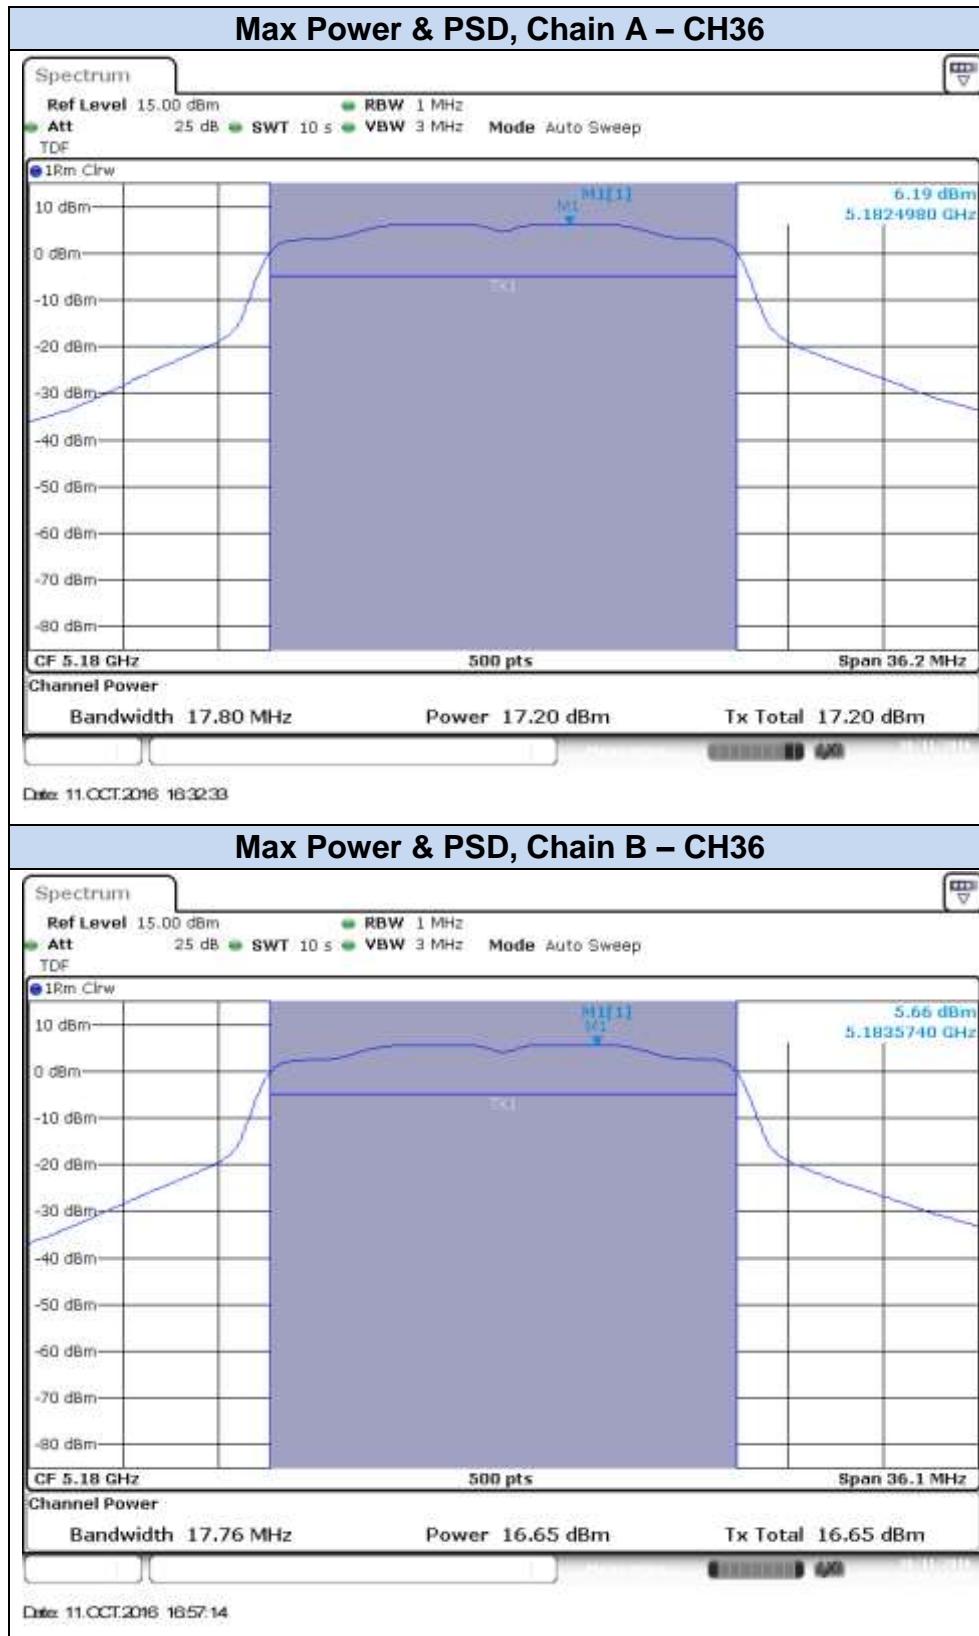 Max Power & PSD, Chain A – CH36
Spectrum
Ref Level 15.00 dBm RBW 1 MHz
Att 25 dB SWT 10 s VBW 3 MHz Mode Auto Sweep
TDF
1Rm Clrw
M1[1] 6.19 dBm
M1 5.1824980 GHz
10 dBm
0 dBm
-10 dBm
-20 dBm
-30 dBm
-40 dBm
-50 dBm
-60 dBm
-70 dBm
-80 dBm
CF 5.18 GHz 500 pts Span 36.2 MHz
Channel Power
Bandwidth 17.80 MHz Power 17.20 dBm Tx Total 17.20 dBm
Date: 11.OCT.2016 16:32:33
Max Power & PSD, Chain B – CH36
Spectrum
Ref Level 15.00 dBm RBW 1 MHz
Att 25 dB SWT 10 s VBW 3 MHz Mode Auto Sweep
TDF
1Rm Clrw
M1[1] 5.66 dBm
M1 5.1835740 GHz
10 dBm
0 dBm
-10 dBm
-20 dBm
-30 dBm
-40 dBm
-50 dBm
-60 dBm
-70 dBm
-80 dBm
CF 5.18 GHz 500 pts Span 36.1 MHz
Channel Power
Bandwidth 17.76 MHz Power 16.65 dBm Tx Total 16.65 dBm
Date: 11.OCT.2016 16:57:14